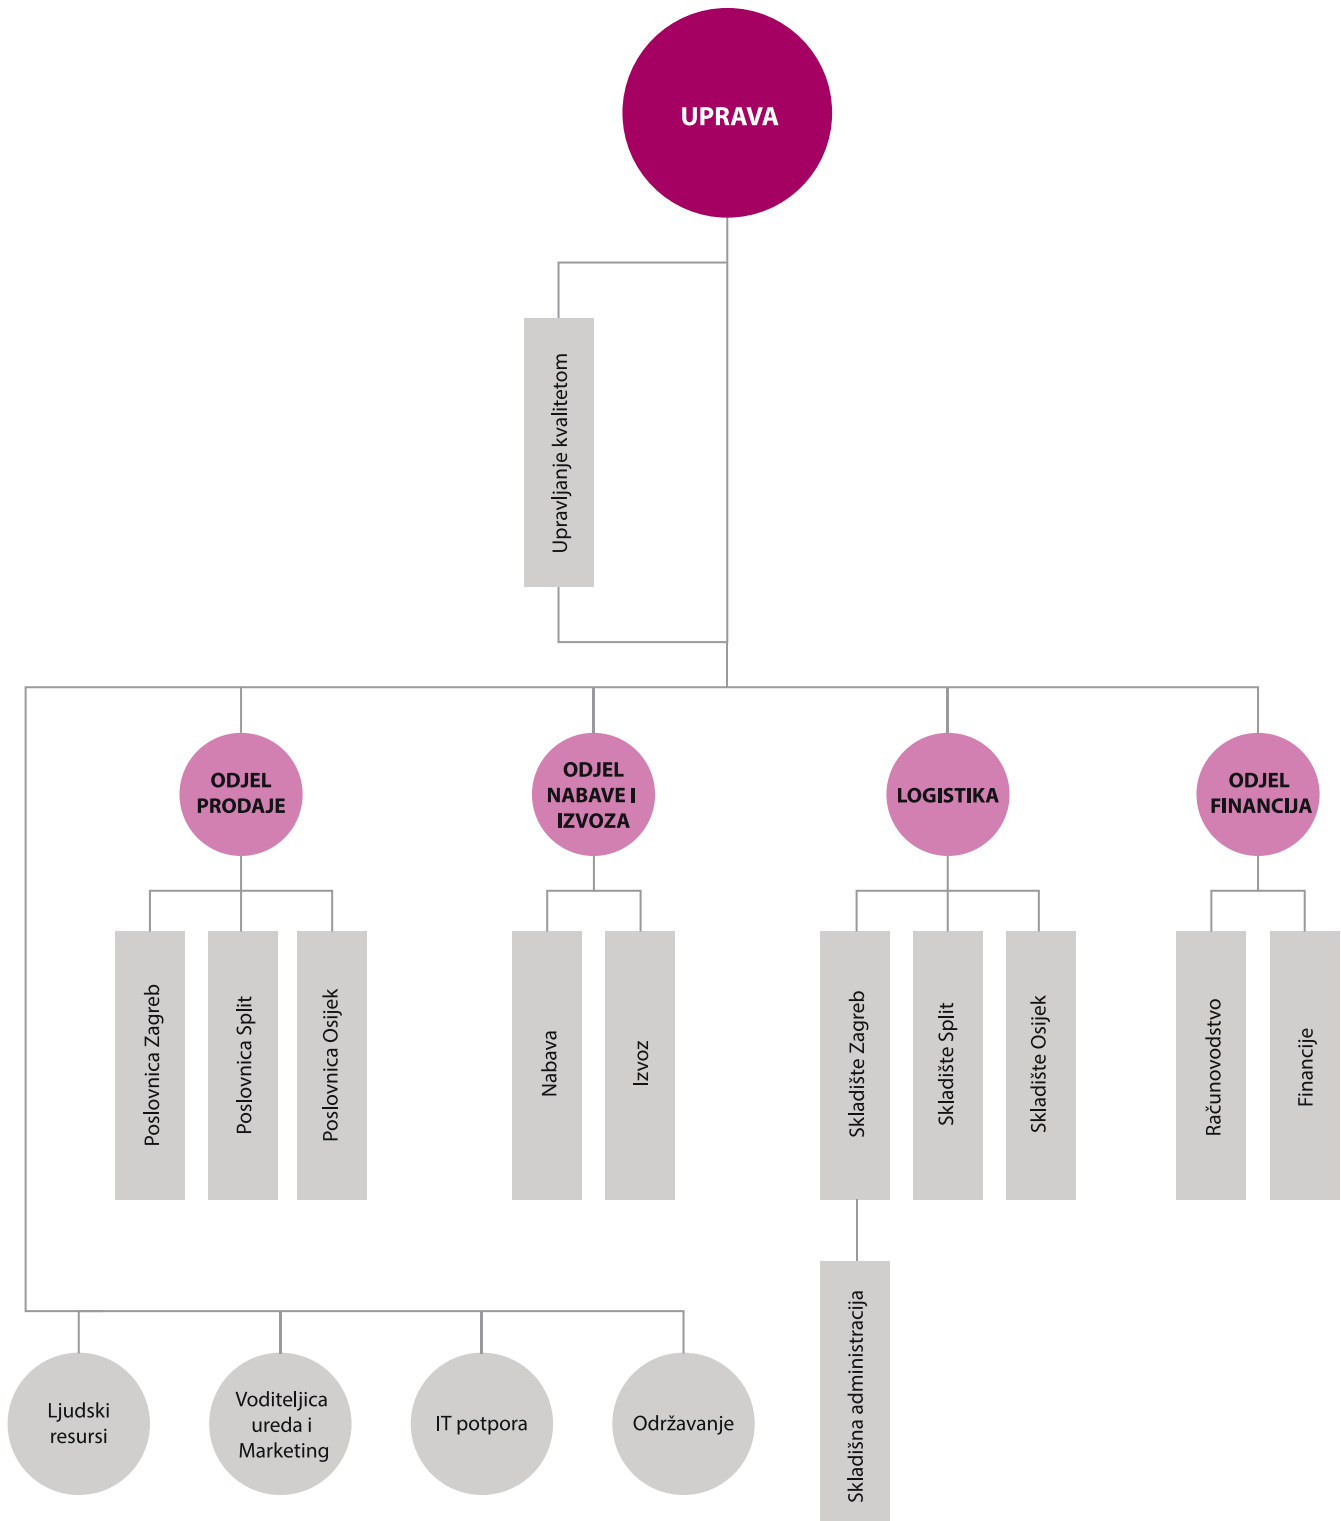 UPRAVA
Upravljanje kvalitetom
ODJEL
PRODAJE
ODJEL
NABAVE I
IZVOZA
LOGISTIKA
ODJEL
FINANCIJA
Poslovnica Zagreb
Poslovnica Split
Poslovnica Osijek
Nabava
Izvoz
Skladište Zagreb
Skladište Split
Skladište Osijek
Računovodstvo
Financije
Skladišna administracija
Ljudski
resursi
Voditeljica
ureda i
Marketing
IT potpora
Održavanje